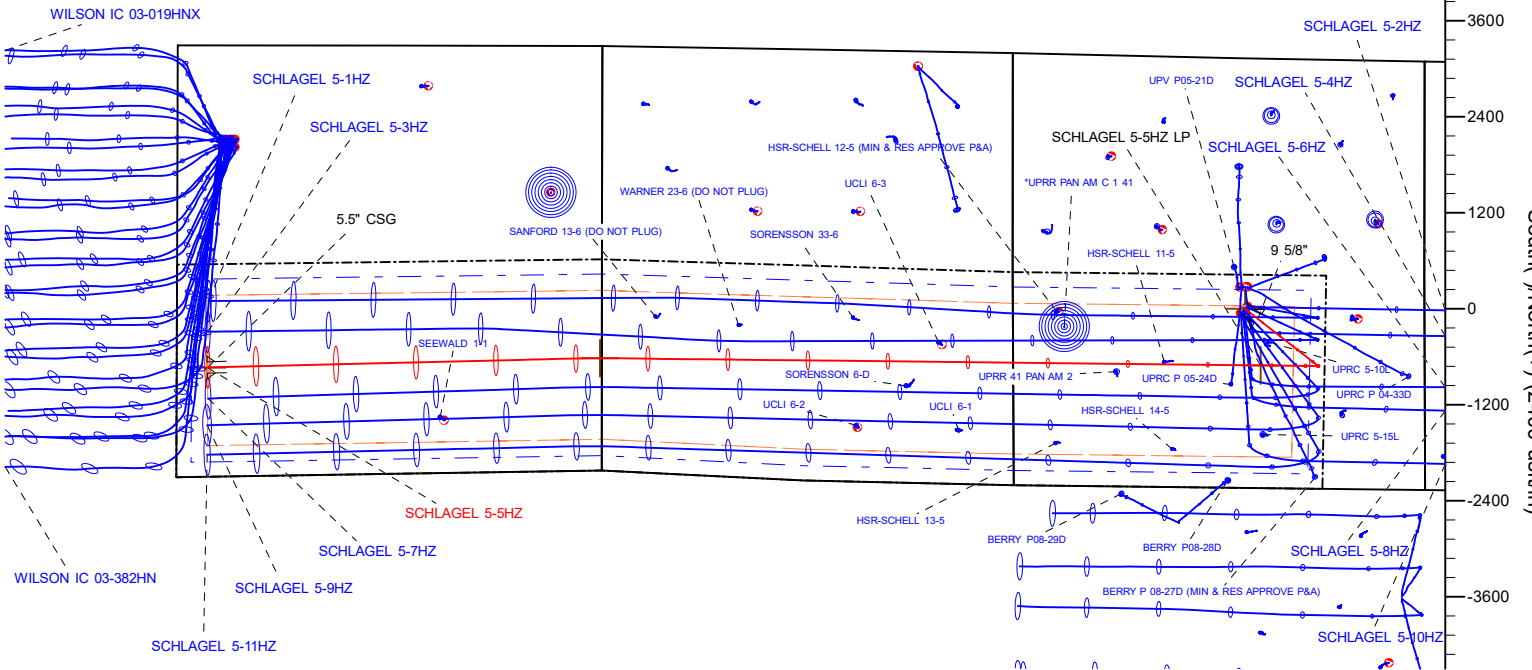 WILSON IC 03-019HNX
3600
SCHLAGEL 5-2HZ
SCHLAGEL 5-1HZ
UPV P05-21D
SCHLAGEL 5-4HZ
2400
SCHLAGEL 5-3HZ
SCHLAGEL 5-5HZ LP
HSR-SCHELL 12-5 (MIN & RES APPROVE P&A)
SCHLAGEL 5-6HZ
UCLI 6-3
*UPRR PAN AM C 1 41
WARNER 23-6 (DO NOT PLUG)
1200
5.5" CSG
SANFORD 13-6 (DO NOT PLUG)
SORENSSON 33-6
HSR-SCHELL 11-5
9 5/8"
0
SEEWALD 1-1
SORENSSON 6-D
UPRR 41 PAN AM 2
UPRC P 05-24D
UPRC 5-10L
UPRC P 04-33D
UCLI 6-2
UCLI 6-1
HSR-SCHELL 14-5
-1200
UPRC 5-15L
L
-2400
SCHLAGEL 5-5HZ
HSR-SCHELL 13-5
BERRY P08-29D
BERRY P08-28D
SCHLAGEL 5-7HZ
SCHLAGEL 5-8HZ
WILSON IC 03-382HN
SCHLAGEL 5-9HZ
BERRY P 08-27D (MIN & RES APPROVE P&A)
-3600
SCHLAGEL 5-11HZ
SCHLAGEL 5-10HZ